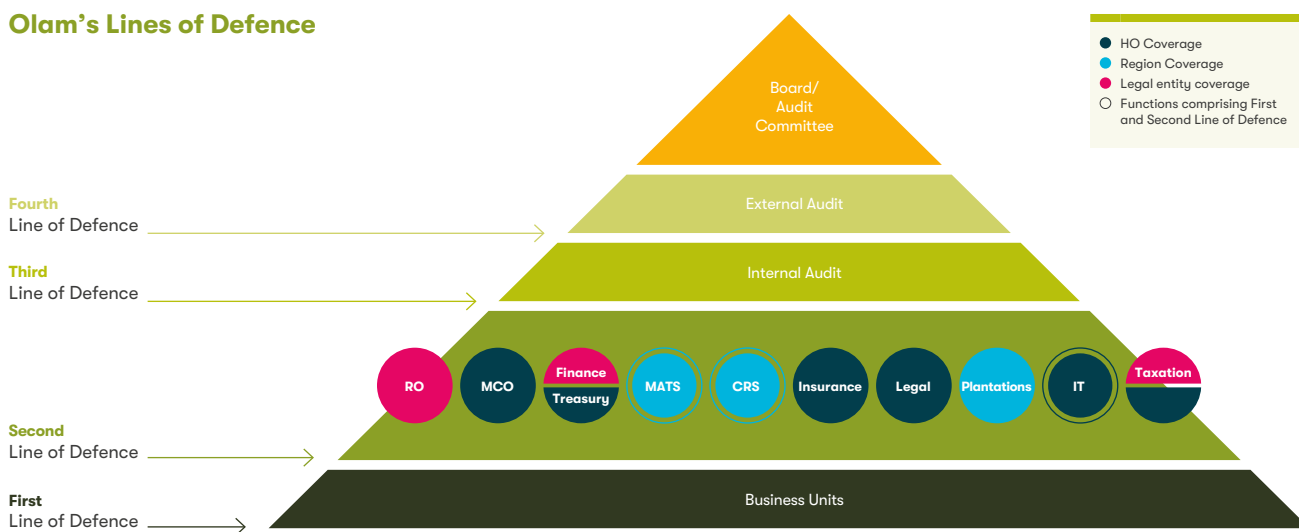 Olam's Lines of Defence
HO Coverage
Region Coverage
Legal entity coverage
Functions comprising First
and Second Line of Defence
Board/
Audit
Committee
Fourth
Line of Defence
External Audit
Third
Line of Defence
Internal Audit
RO
MCO
Finance
Treasury
MATS
CRS
Insurance
Legal
Plantations
IT
Taxation
Second
Line of Defence
First
Line of Defence
Business Units